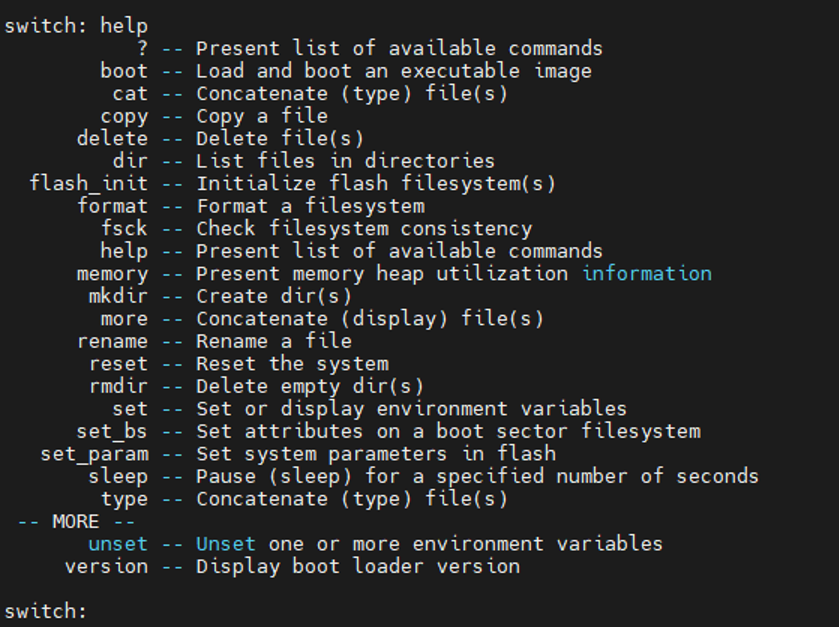 switch: help
? -- Present list of available commands
boot -- Load and boot an executable image
cat -- Concatenate (type) file(s)
copy -- Copy a file
delete -- Delete file(s)
dir -- List files in directories
flash_init -- Initialize flash filesystem(s)
format -- Format a filesystem
fsck -- Check filesystem consistency
help -- Present list of available commands
memory -- Present memory heap utilization information
mkdir -- Create dir(s)
more -- Concatenate (display) file(s)
rename -- Rename a file
reset -- Reset the system
rmdir -- Delete empty dir(s)
set -- Set or display environment variables
set_bs -- Set attributes on a boot sector filesystem
set_param -- Set system parameters in flash
sleep -- Pause (sleep) for a specified number of seconds
type -- Concatenate (type) file(s)
-- MORE --
unset -- Unset one or more environment variables
version -- Display boot loader version
switch: